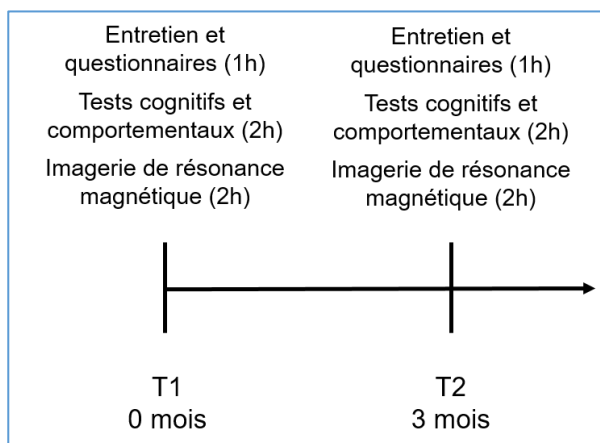 Entretien et
questionnaires (1h)
Tests cognitifs et
comportementaux (2h)
Imagerie de résonance
magnétique (2h)
Entretien et
questionnaires (1h)
Tests cognitifs et
comportementaux (2h)
Imagerie de résonance
magnétique (2h)
T1
0 mois
T2
3 mois